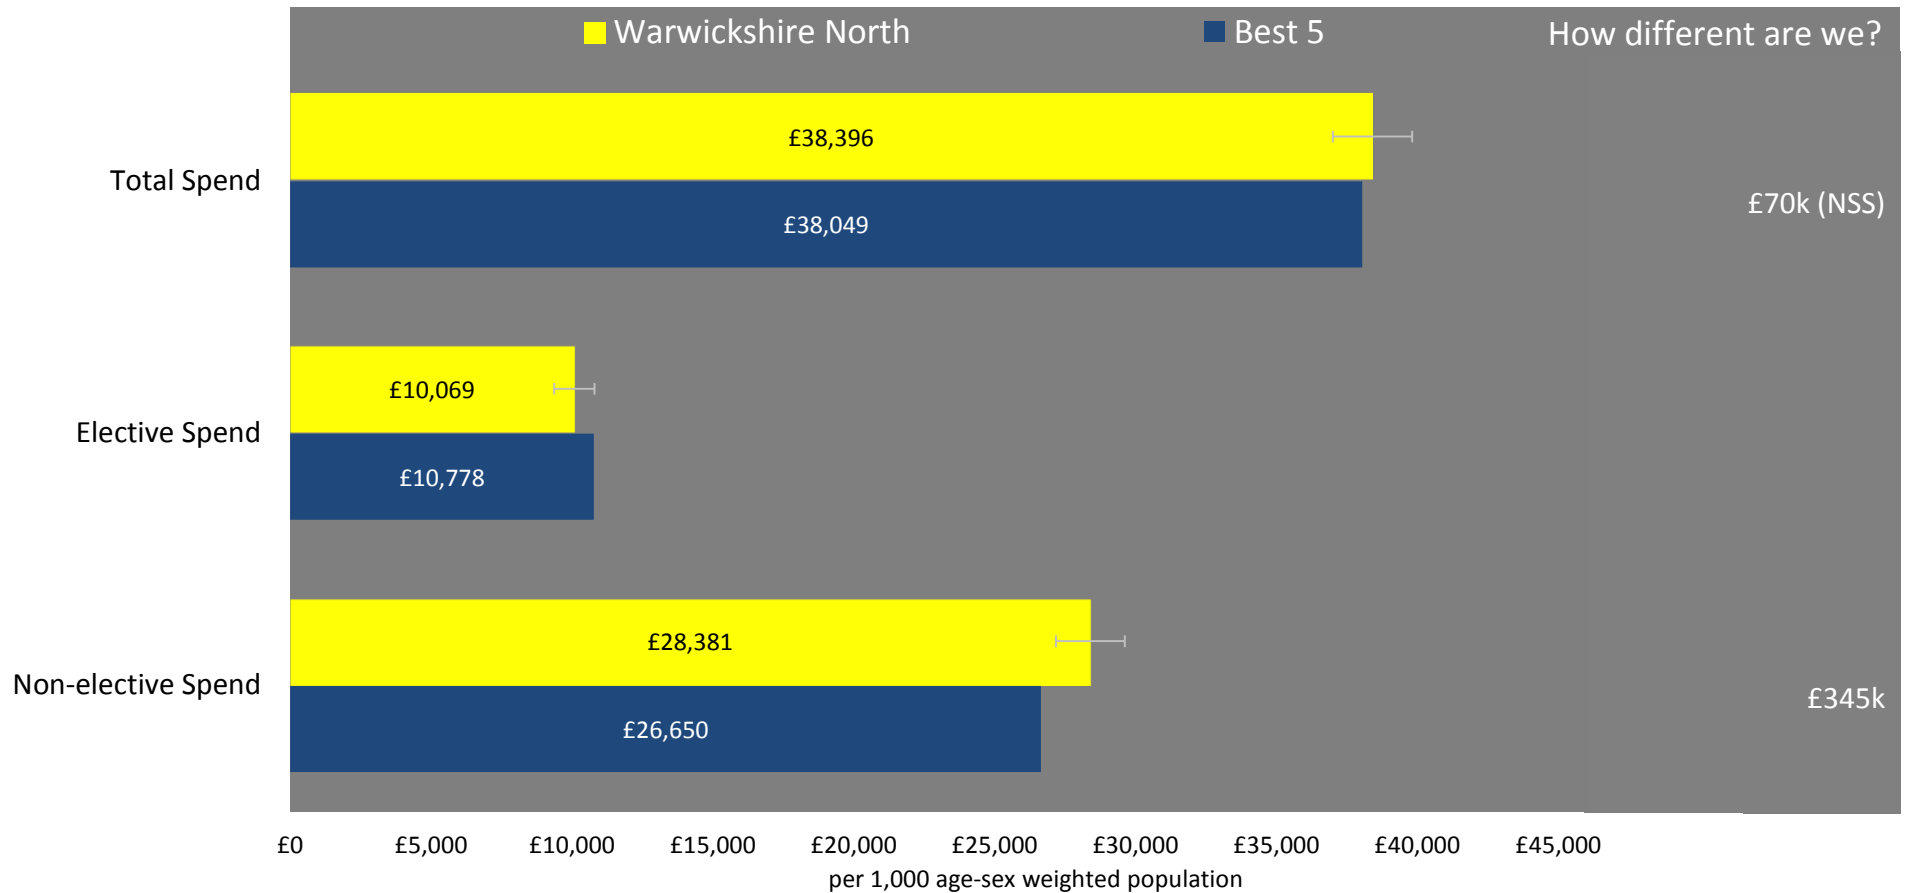 Warwickshire North Best 5 How different are we?
Total Spend
£38,396
£38,049
£70k (NSS)
Elective Spend
£10,069
£10,778
Non-elective Spend
£28,381
£26,650
£345k
£0 £5,000 £10,000 £15,000 £20,000 £25,000 £30,000 £35,000 £40,000 £45,000
per 1,000 age-sex weighted population